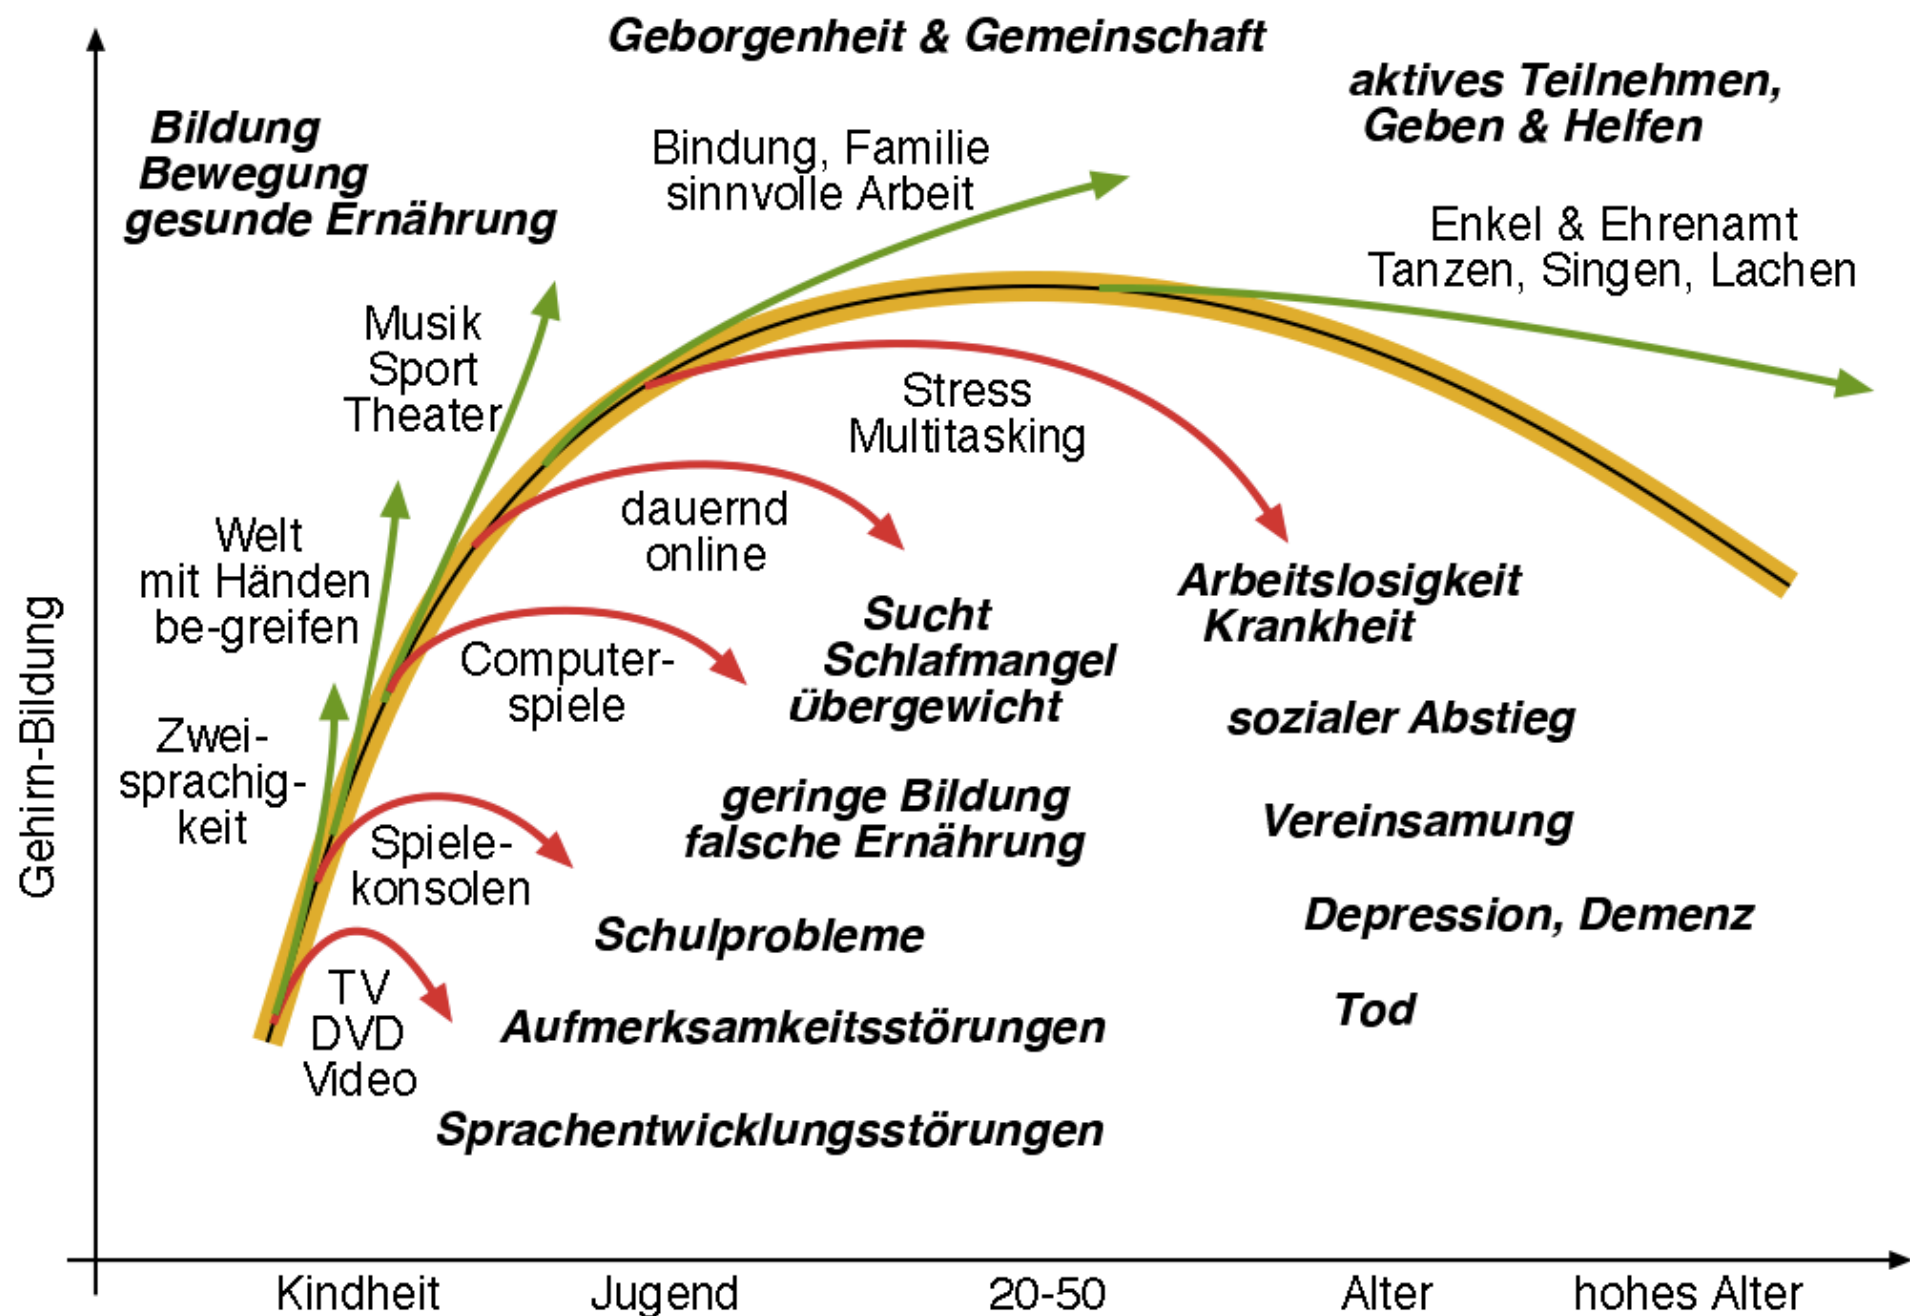 Geborgenheit & Gemeinschaft
aktives Teilnehmen,
Geben & Helfen
Bildung
Bewegung
gesunde Ernährung
Bindung, Familie
sinnvolle Arbeit
Enkel & Ehrenamt
Tanzen, Singen, Lachen
Musik
Sport
Theater
Stress
Multitasking
Welt
mit Händen
be-greifen
dauernd
online
Arbeitslosigkeit
Krankheit
Sucht
Schlafmangel
übergewicht
Computer-
spiele
sozialer Abstieg
Zwei-
sprachig-
keit
geringe Bildung
falsche Ernährung
Vereinsamung
Spiele-
konsolen
Schulprobleme
Depression, Demenz
TV
DVD
Video
Aufmerksamkeitsstörungen
Tod
Sprachentwicklungsstörungen
Gehirn-Bildung
Kindheit
Jugend
20-50
Alter
hohes Alter